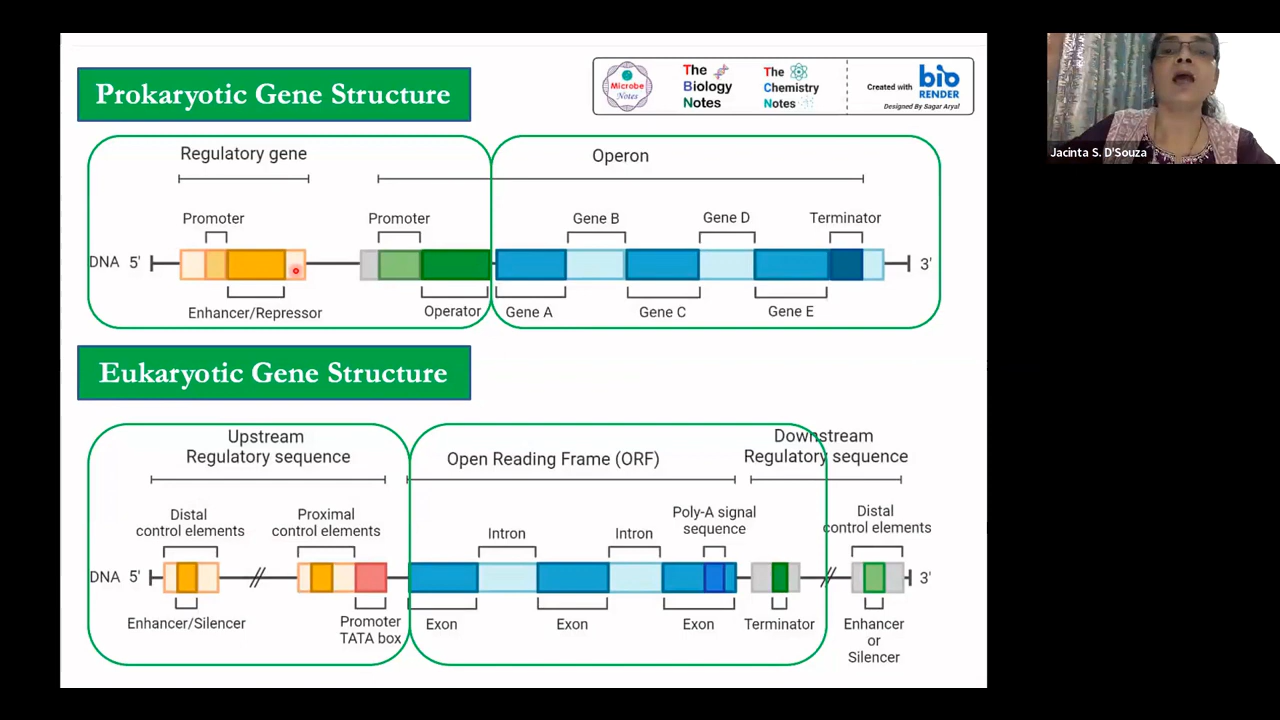 Prokaryotic Gene Structure
Microbe
Notes
The
Biology
Notes
The
Chemistry
Notes
Created with
bio
RENDER
Designed By Sagar Aryal
Jacinta S. D'Souza
Regulatory gene
Operon
Promoter
Promoter
Gene B
Gene D
Terminator
DNA 5'
3'
Enhancer/Repressor
Operator
Gene A
Gene C
Gene E
Eukaryotic Gene Structure
Upstream
Regulatory sequence
Open Reading Frame (ORF)
Downstream
Regulatory sequence
Distal
control elements
Proximal
control elements
Intron
Intron
Poly-A signal
sequence
Distal
control elements
DNA 5'
3'
Enhancer/Silencer
Promoter
TATA box
Exon
Exon
Exon
Terminator
Enhancer
or
Silencer